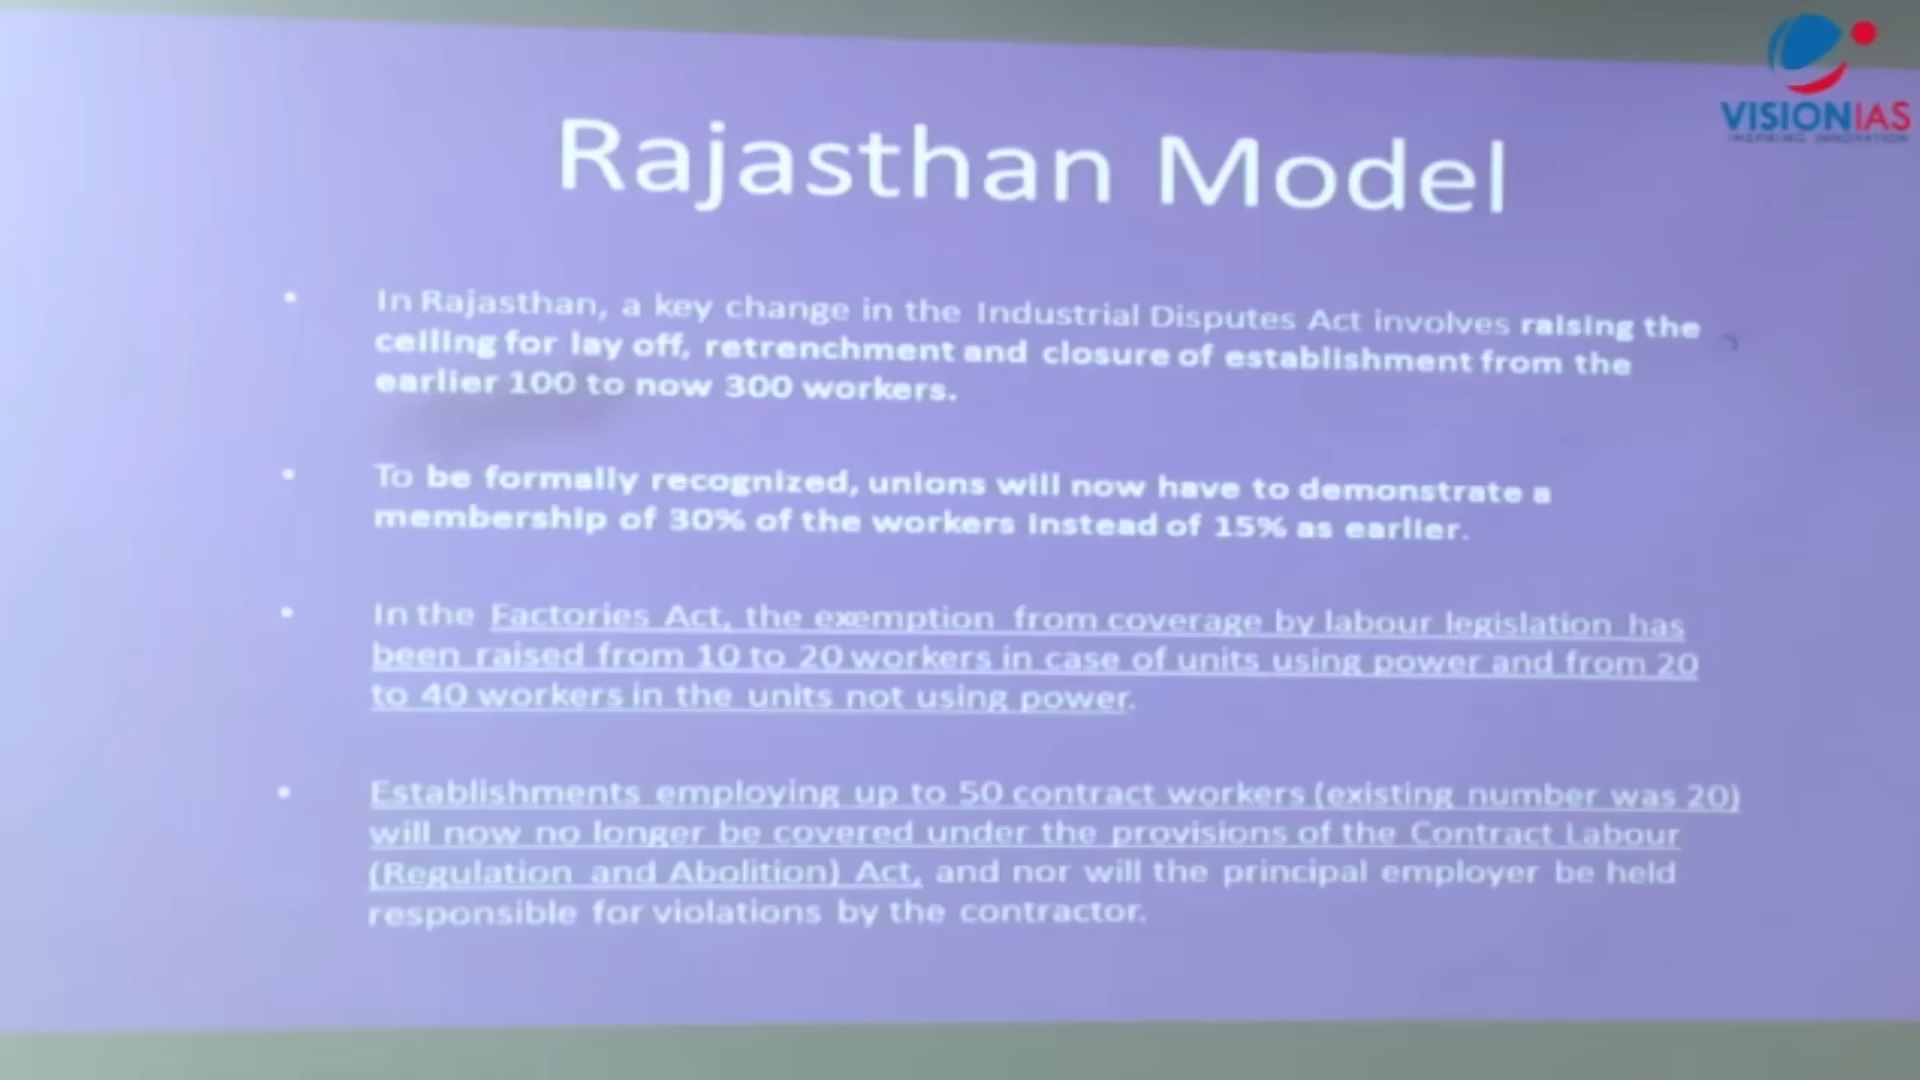 VISIONIAS
INSPIRING INNOVATION
Rajasthan Model
• In Rajasthan, a key change in the Industrial Disputes Act involves raising the
ceiling for lay off, retrenchment and closure of establishment from the
earlier 100 to now 300 workers.
• To be formally recognized, unions will now have to demonstrate a
membership of 30% of the workers instead of 15% as earlier.
• In the Factories Act, the exemption from coverage by labour legislation has
been raised from 10 to 20 workers in case of units using power and from 20
to 40 workers in the units not using power.
• Establishments employing up to 50 contract workers (existing number was 20)
will now no longer be covered under the provisions of the Contract Labour
(Regulation and Abolition) Act, and nor will the principal employer be held
responsible for violations by the contractor.